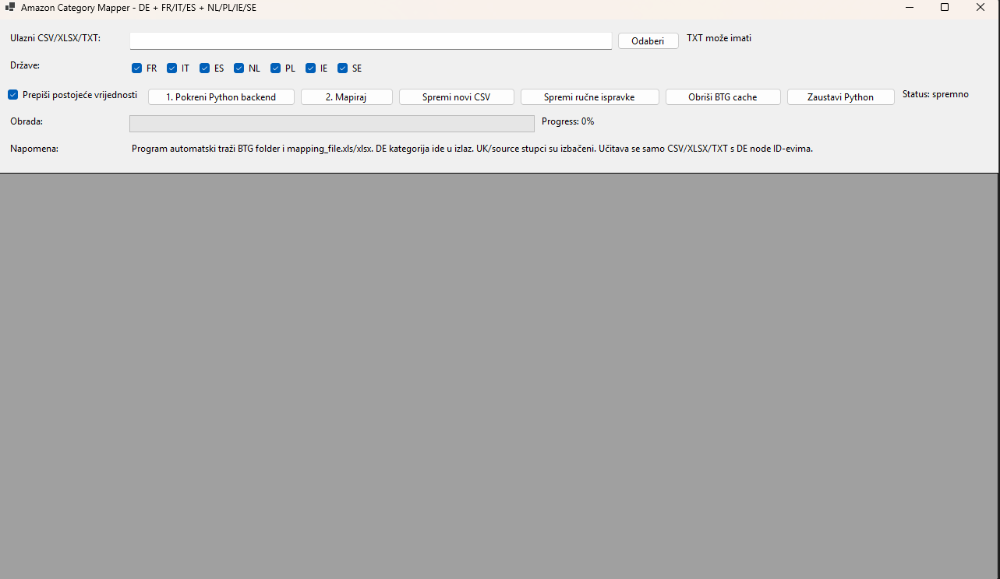 Amazon Category Mapper - DE + FR/IT/ES + NL/PL/IE/SE
Ulazni CSV/XLSX/TXT: Odaberi TXT može imati
Države: FR IT ES NL PL IE SE
Prepiši postojeće vrijednosti 1. Pokreni Python backend 2. Mapiraj Spremi novi CSV Spremi ručne ispravke Obriši BTG cache Zaustavi Python Status: spremno
Obrada: Progress: 0%
Napomena: Program automatski traži BTG folder i mapping_file.xls/xlsx. DE kategorija ide u izlaz. UK/source stupci su izbačeni. Učitava se samo CSV/XLSX/TXT s DE node ID-evima.